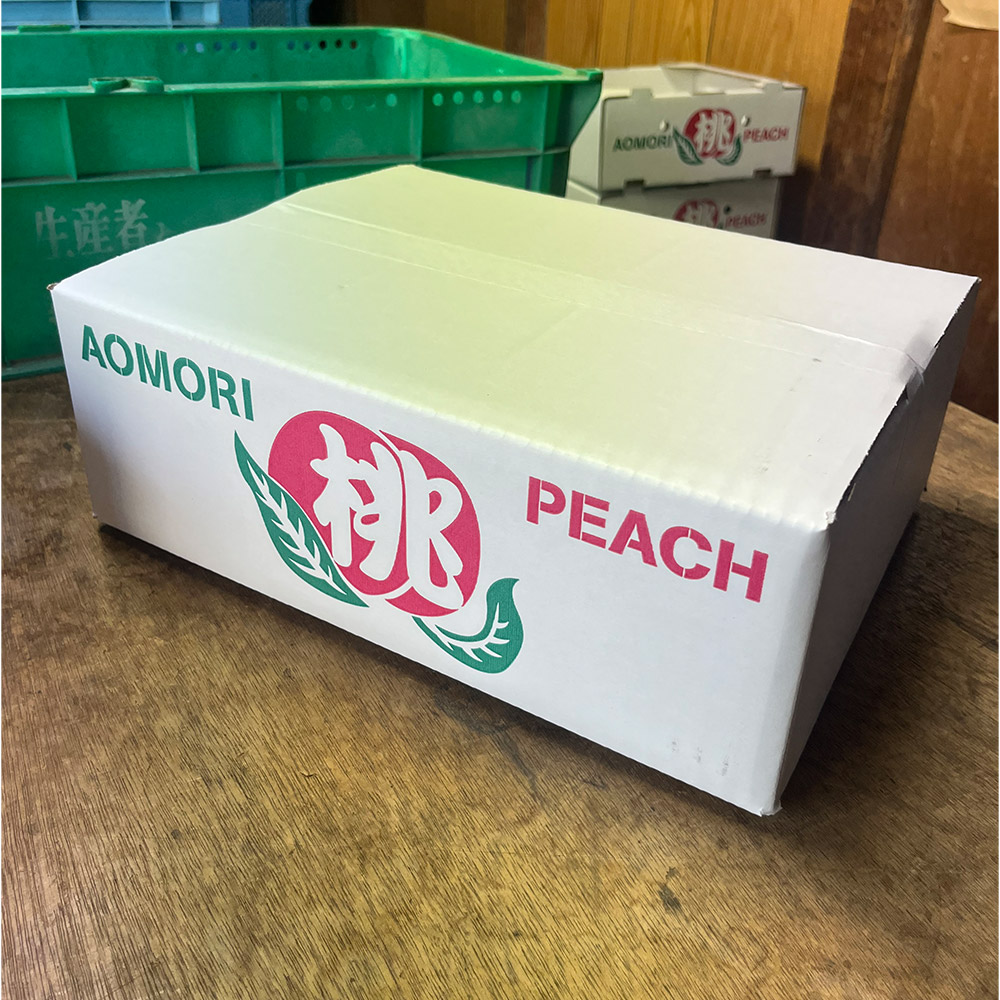 AOMORI 桃 PEACH
桃 PEACH
生産者
AOMORI 桃 PEACH